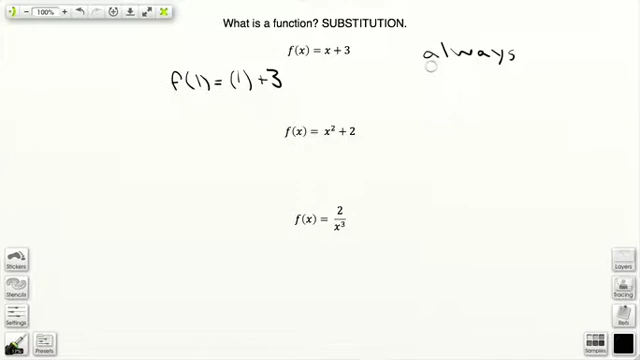 100%
What is a function? SUBSTITUTION.
f(x) = x + 3
always
f(1) = (1) + 3
f(x) = x² + 2
f(x) = 2/x³
Stickers
Layers
Stencils
Tracing
Settings
Refs
Presets
Samples